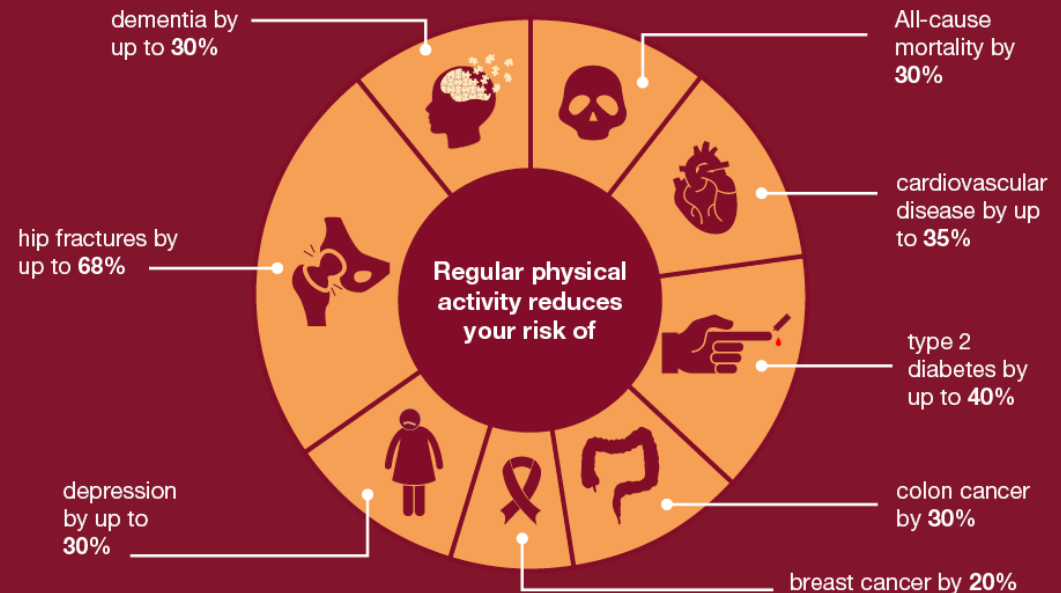 Regular physical
activity reduces
your risk of
All-cause
mortality by
30%
cardiovascular
disease by up
to 35%
type 2
diabetes by
up to 40%
colon cancer
by 30%
breast cancer by 20%
depression
by up to
30%
hip fractures by
up to 68%
dementia by
up to 30%